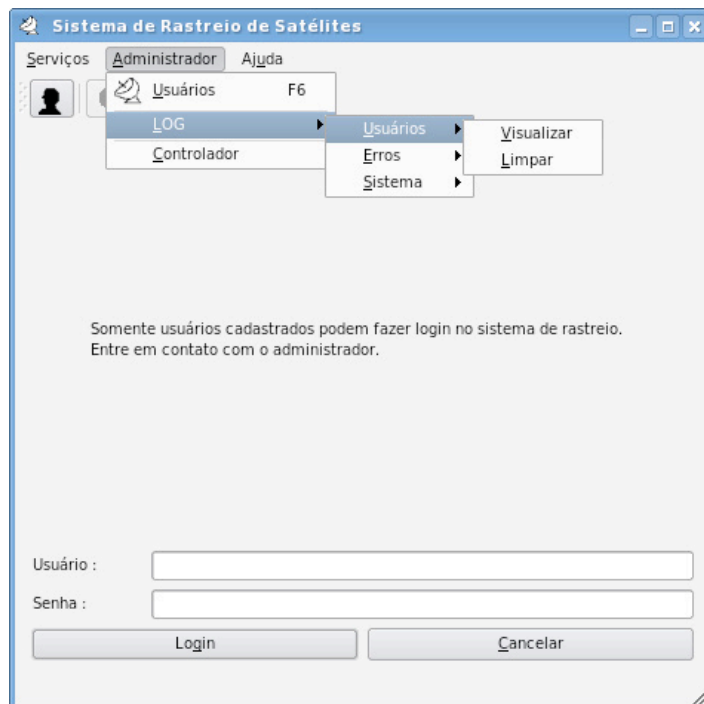 Sistema de Rastreio de Satélites
Serviços Administrador Ajuda
Usuários F6
LOG
Controlador
Usuários
Erros
Sistema
Visualizar
Limpar
Somente usuários cadastrados podem fazer login no sistema de rastreio.
Entre em contato com o administrador.
Usuário :
Senha :
Login Cancelar